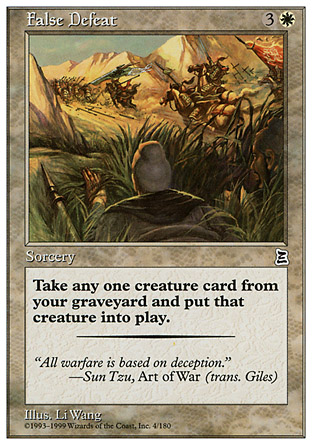 False Defeat 3
Sorcery
Take any one creature card from
your graveyard and put that
creature into play.
“All warfare is based on deception.”
—Sun Tzu, Art of War (trans. Giles)
Illus. Li Wang
©1993-1999 Wizards of the Coast, Inc. 4/180